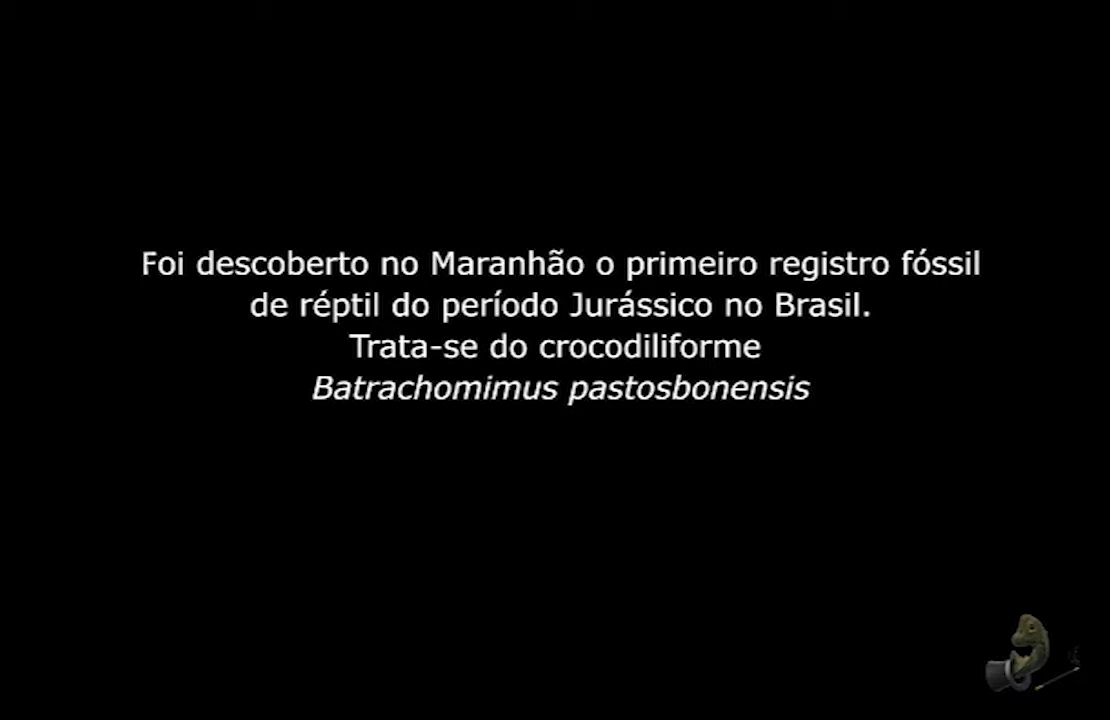 Foi descoberto no Maranhão o primeiro registro fóssil
de réptil do período Jurássico no Brasil.
Trata-se do crocodiliforme
Batrachomimus pastosbonensis